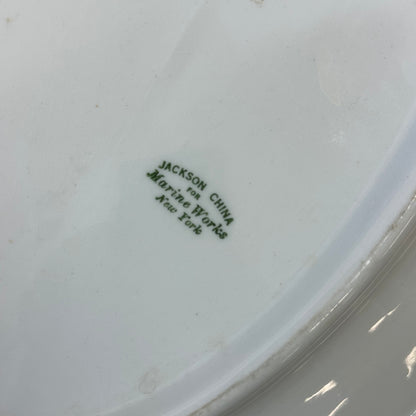 JACKSON CHINA
FOR
Marine Works
New York